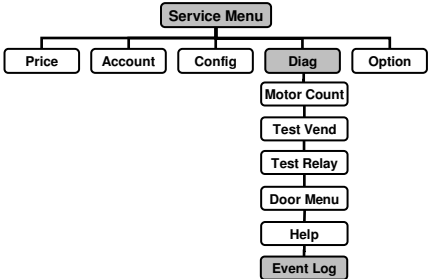 Service Menu
Price Account Config Diag Option
Motor Count
Test Vend
Test Relay
Door Menu
Help
Event Log